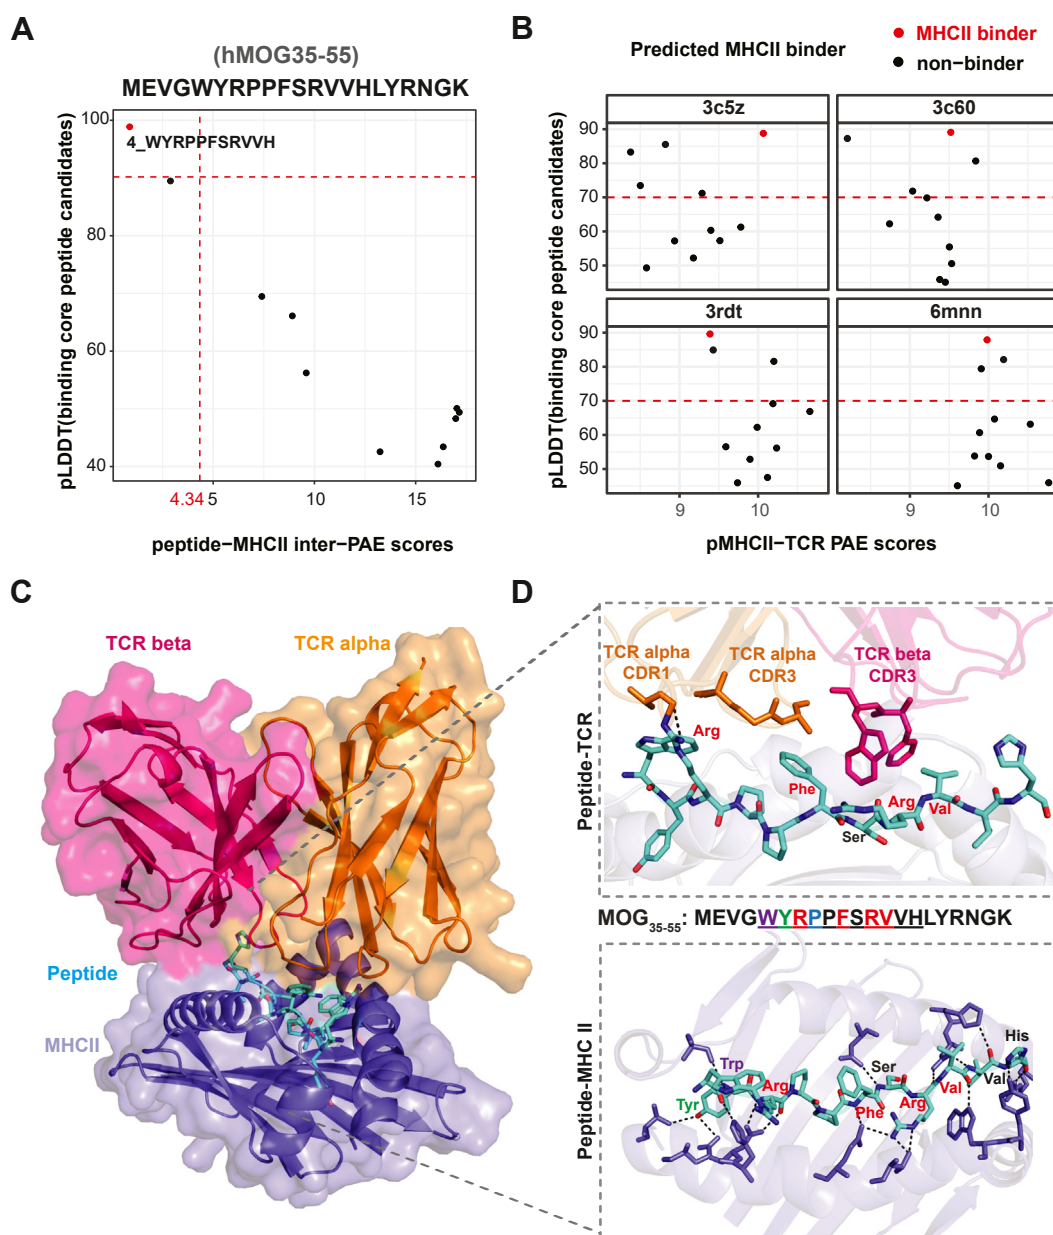 A
(hMOG35-55)
MEVGWYRPPFSRVVHLYRNGK
pLDDT(binding core peptide candidates)
100
80
60
40
4_WYRPPFSRVVH
4.34 5 10 15
peptide−MHCII inter−PAE scores
B
Predicted MHCII binder
MHCII binder
non−binder
pLDDT(binding core peptide candidates)
3c5z 3c60
90
80
70
60
50
3rdt 6mnn
90
80
70
60
50
9 10 9 10
pMHCII−TCR PAE scores
C
TCR beta TCR alpha
Peptide
MHCII
D
Peptide-TCR
TCR alpha
CDR1
TCR alpha
CDR3
TCR beta
CDR3
Arg
Phe
Ser
Arg
Val
MOG35-55: MEVGWYRPPFSRVVHLYRNGK
Peptide-MHC II
Trp
Tyr
Arg
Phe
Ser
Arg
Val
Val
His